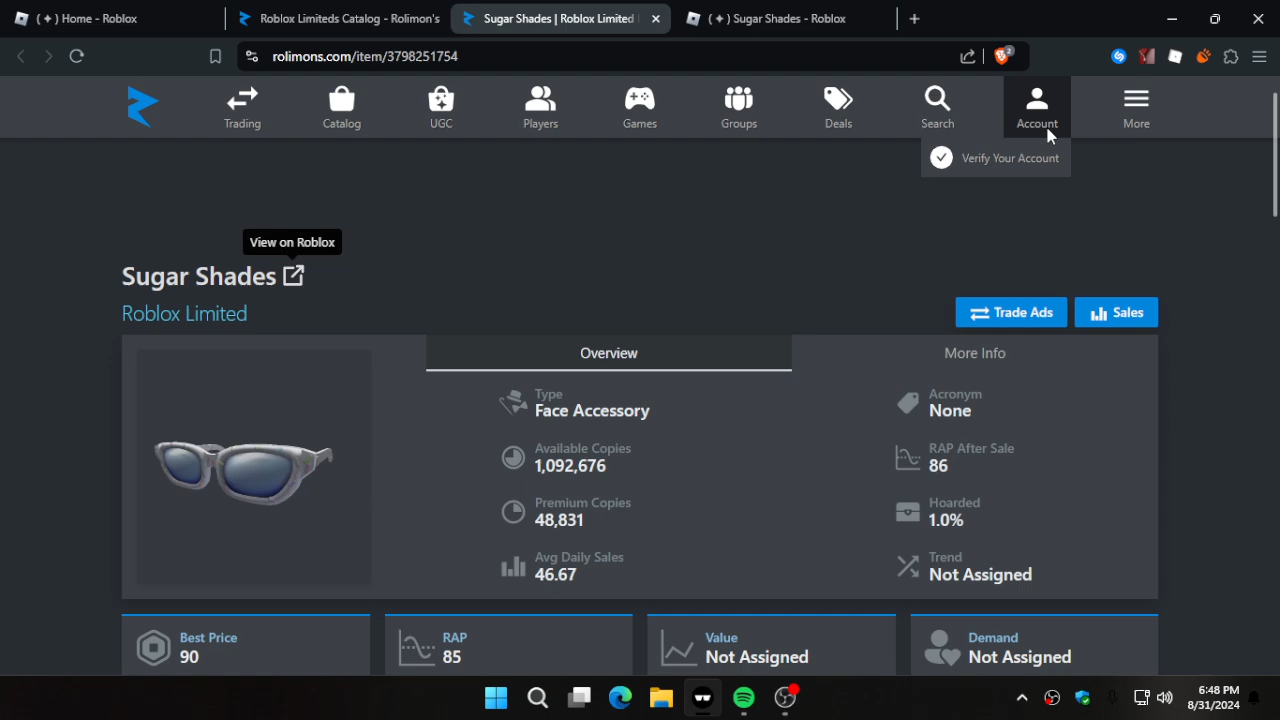 ( ✦ ) Home - Roblox
Roblox Limiteds Catalog - Rolimon's
Sugar Shades | Roblox Limited
( ✦ ) Sugar Shades - Roblox
rolimons.com/item/3798251754
2
Trading
Catalog
UGC
Players
Games
Groups
Deals
Search
Account
More
Verify Your Account
View on Roblox
Sugar Shades
Roblox Limited
Trade Ads
Sales
Overview
More Info
Type
Face Accessory
Acronym
None
Available Copies
1,092,676
RAP After Sale
86
Premium Copies
48,831
Hoarded
1.0%
Avg Daily Sales
46.67
Trend
Not Assigned
Best Price
90
RAP
85
Value
Not Assigned
Demand
Not Assigned
6:48 PM
8/31/2024